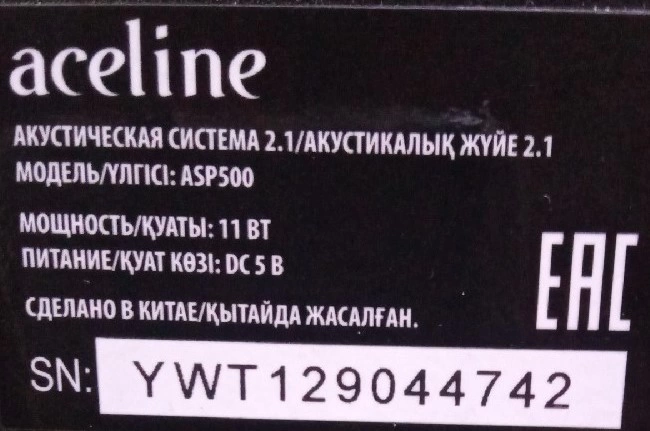 aceline
АКУСТИЧЕСКАЯ СИСТЕМА 2.1/АКУСТИКАЛЫҚ ЖҮЙЕ 2.1
МОДЕЛЬ/ҮЛГІСІ: ASP500
МОЩНОСТЬ/ҚУАТЫ: 11 ВТ
ПИТАНИЕ/ҚУАТ КӨЗІ: DC 5 В
EAC
СДЕЛАНО В КИТАЕ/ҚЫТАЙДА ЖАСАЛҒАН.
SN: YWT129044742